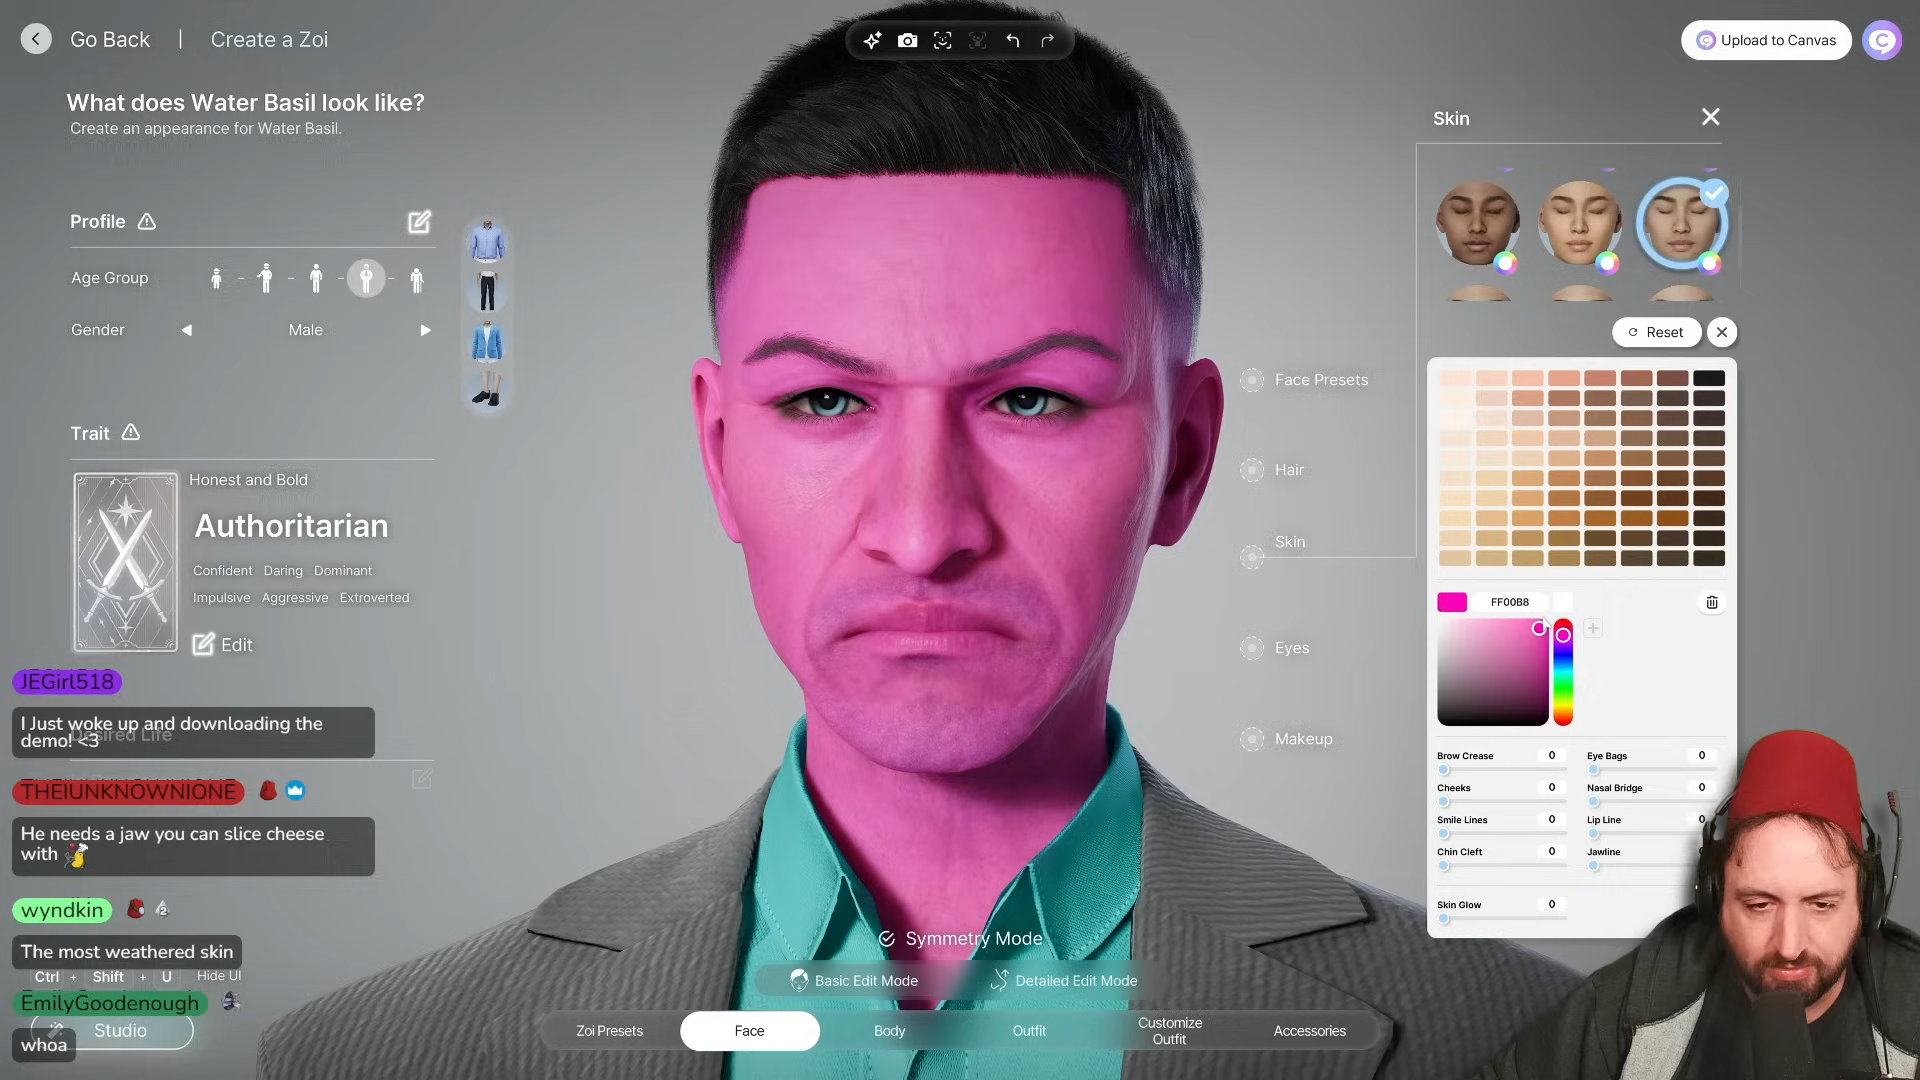 Go Back | Create a Zoi
Upload to Canvas
What does Water Basil look like?
Create an appearance for Water Basil.
Profile
Age Group
Gender
Male
Trait
Honest and Bold
Authoritarian
Confident Daring Dominant
Impulsive Aggressive Extroverted
Edit
Desired Life
JEGirl518
I Just woke up and downloading the
demo! <3
THEIUNKNOWNIONE
He needs a jaw you can slice cheese
with
wyndkin
2
The most weathered skin
Ctrl + Shift + U Hide UI
EmilyGoodenough
Studio
whoa
Face Presets
Hair
Skin
Eyes
Makeup
Symmetry Mode
Basic Edit Mode
Detailed Edit Mode
Zoi Presets
Face
Body
Outfit
Customize
Outfit
Accessories
Skin
Reset
FF00B8
Brow Crease 0
Eye Bags 0
Cheeks 0
Nasal Bridge 0
Smile Lines 0
Lip Line 0
Chin Cleft 0
Jawline
Skin Glow 0